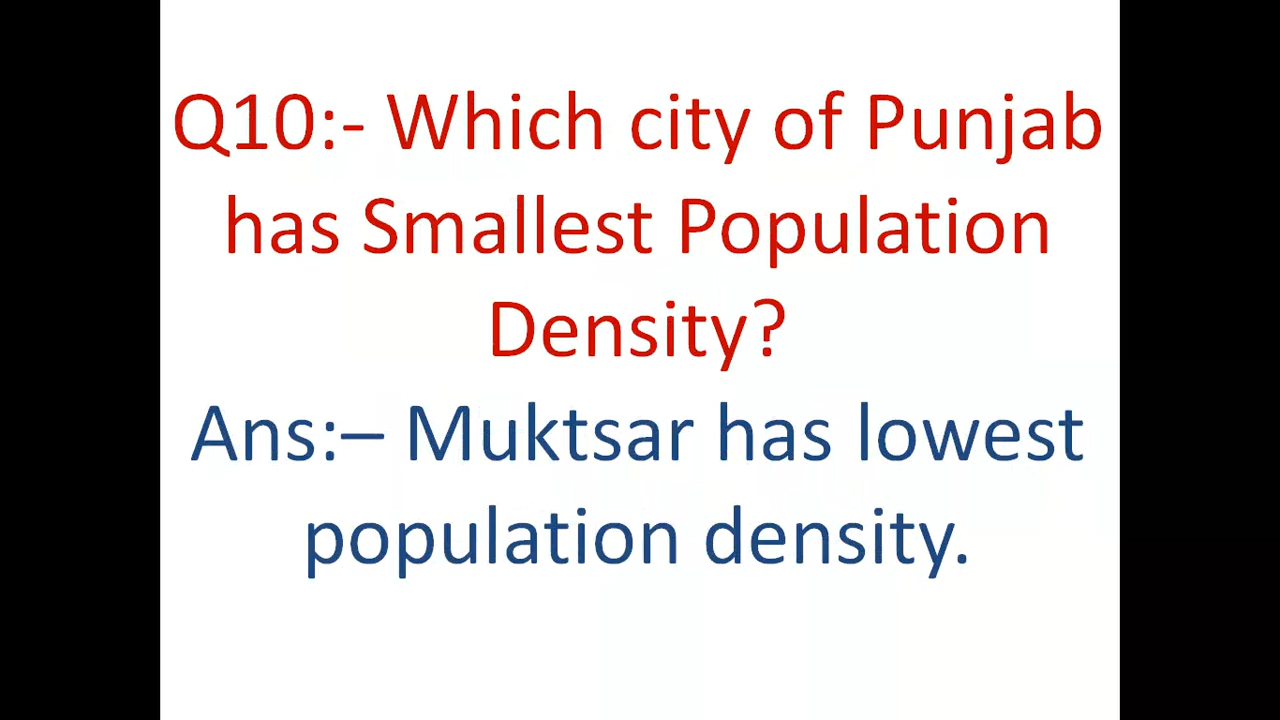 Q10:- Which city of Punjab
has Smallest Population
Density?
Ans:– Muktsar has lowest
population density.